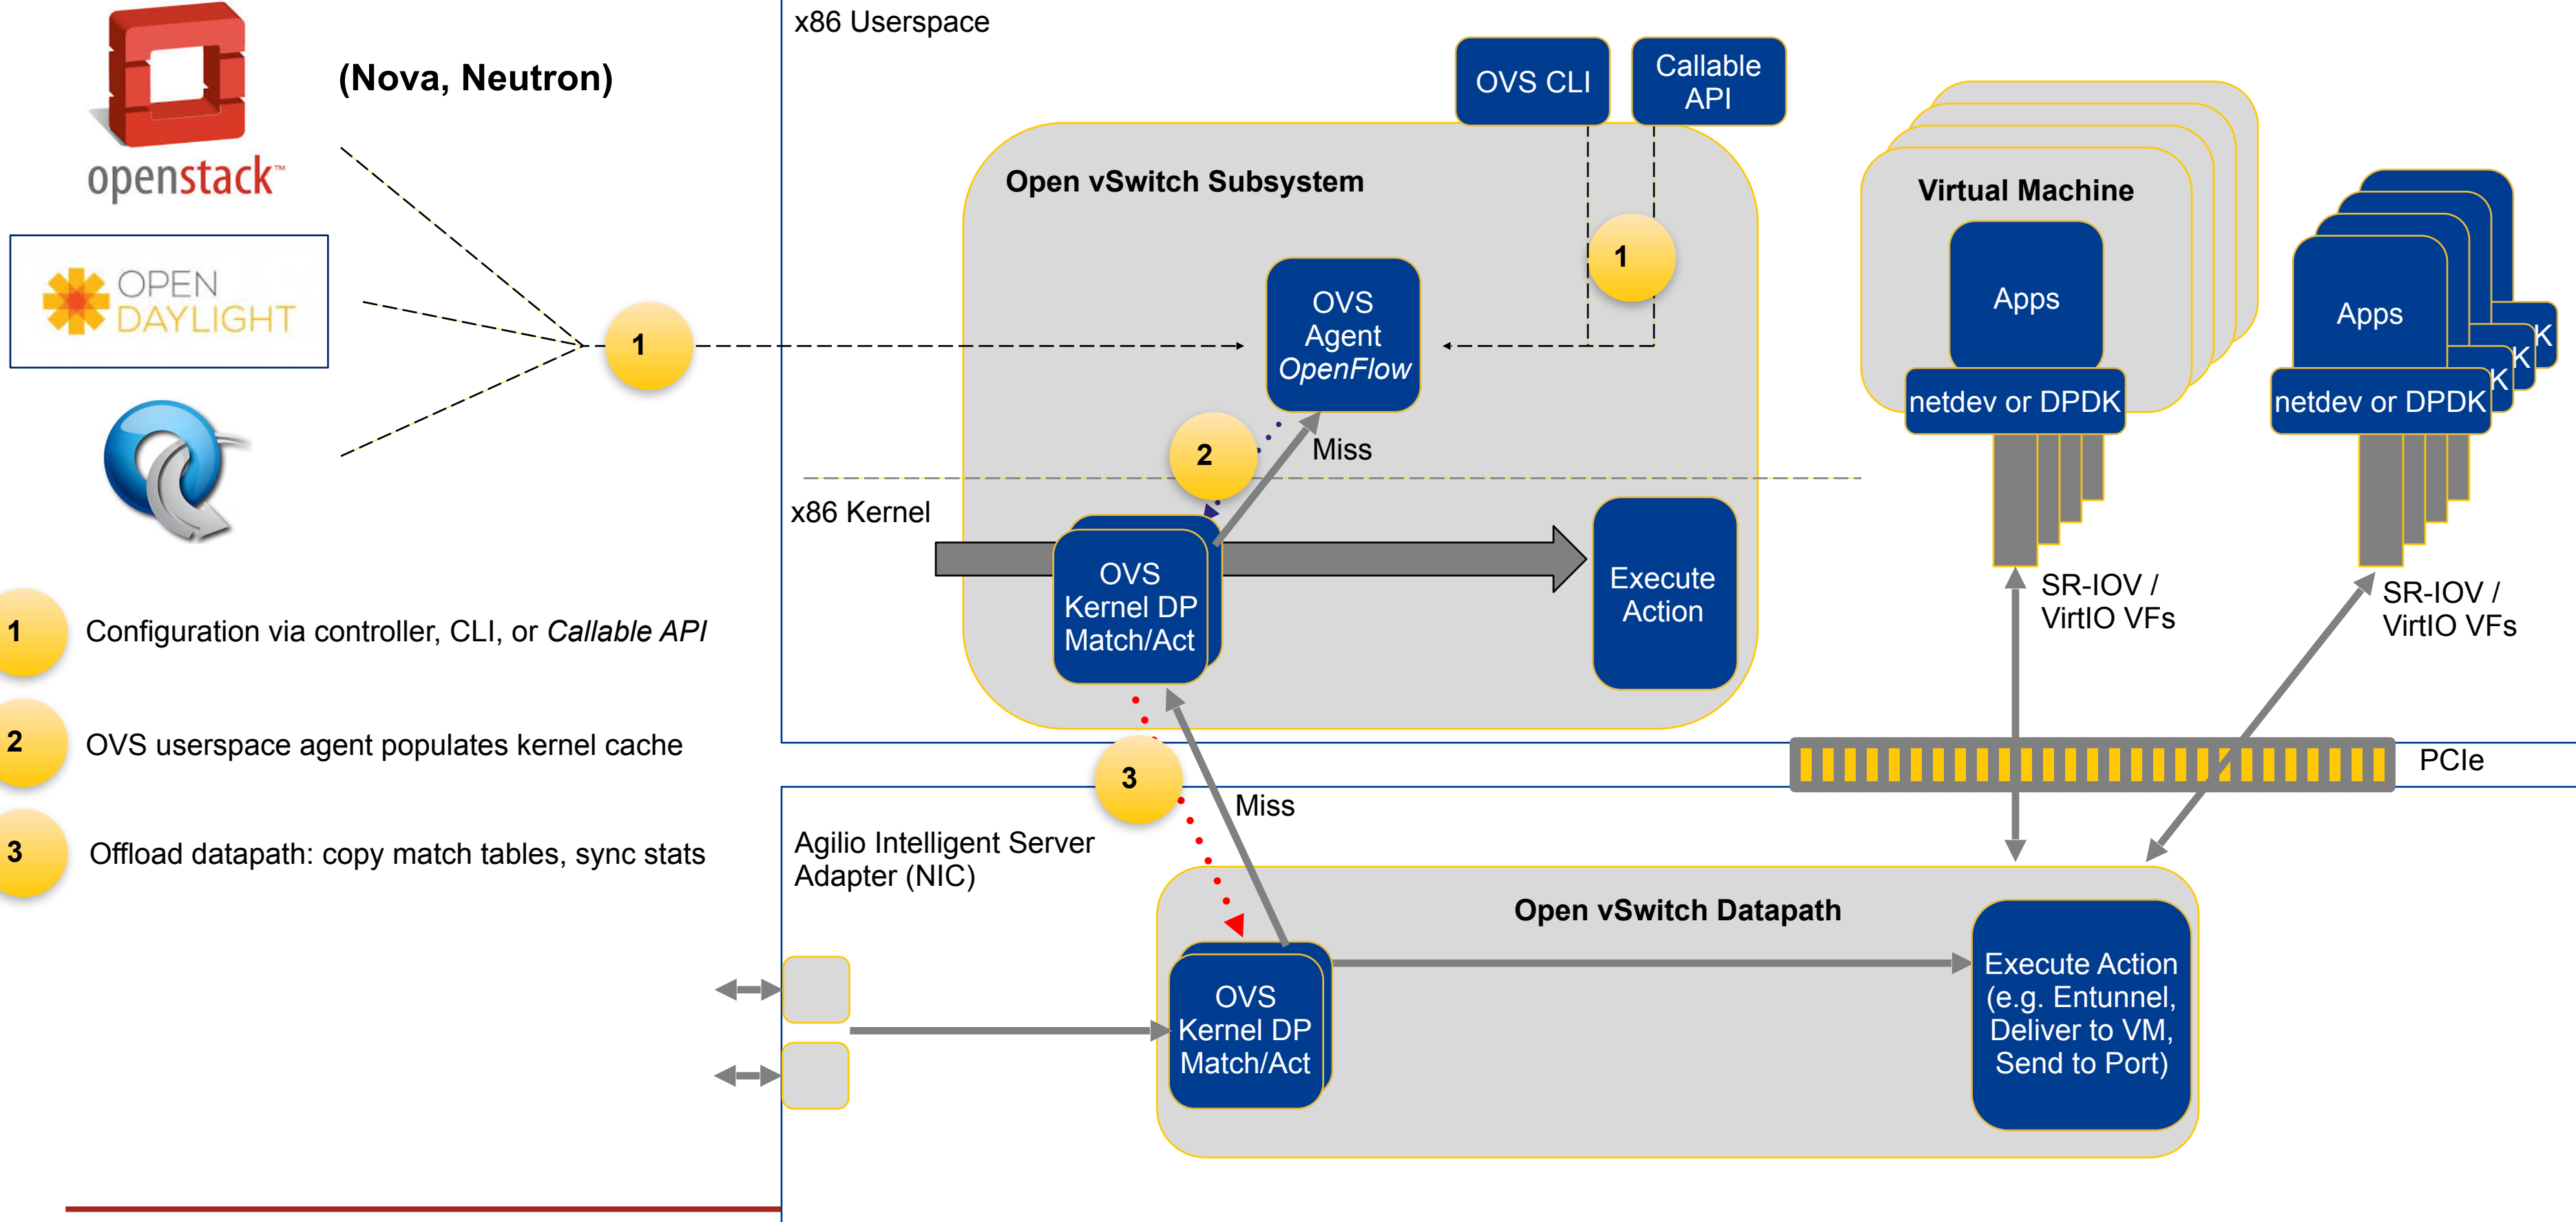 x86 Userspace
(Nova, Neutron)
openstack™
OPEN
DAYLIGHT
OVS CLI
Callable
API
Open vSwitch Subsystem
1
1
OVS
Agent
OpenFlow
2
Miss
x86 Kernel
OVS
Kernel DP
Match/Act
Execute
Action
Virtual Machine
Apps
netdev or DPDK
Apps
netdev or DPDK
K
K
K
SR-IOV /
VirtIO VFs
SR-IOV /
VirtIO VFs
1
Configuration via controller, CLI, or Callable API
2
OVS userspace agent populates kernel cache
3
Offload datapath: copy match tables, sync stats
PCIe
3
Miss
Agilio Intelligent Server
Adapter (NIC)
Open vSwitch Datapath
OVS
Kernel DP
Match/Act
Execute Action
(e.g. Entunnel,
Deliver to VM,
Send to Port)